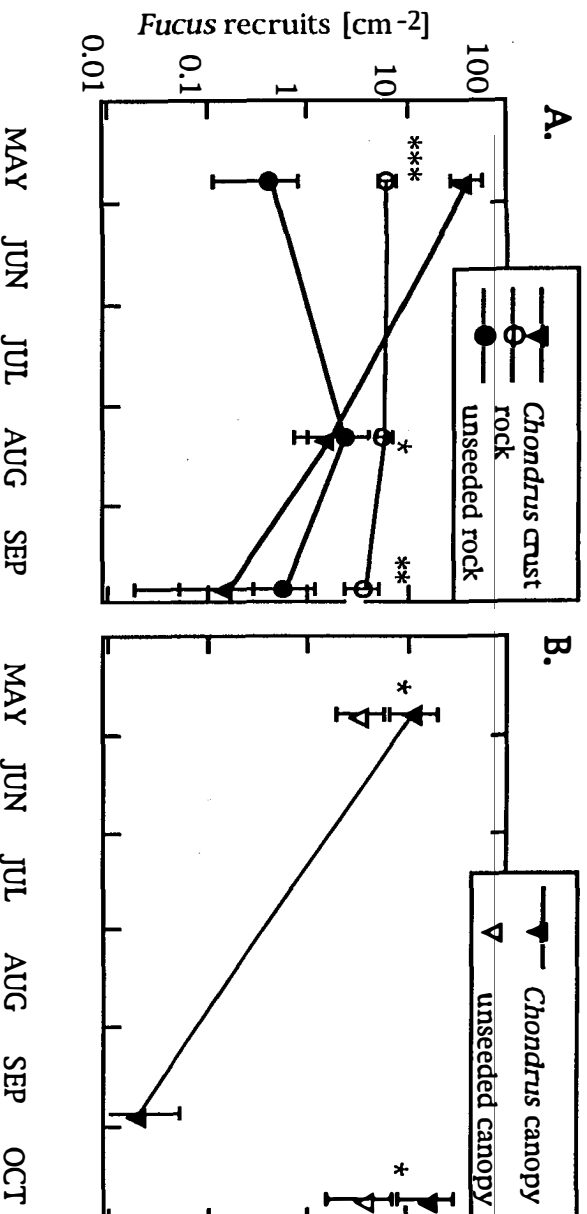 A.
Fucus recruits [cm-2]
0.01
0.1
1
10
100
***
*
**
MAY JUN JUL AUG SEP
Chondrus crust
rock
unseeded rock
B.
*
*
MAY JUN JUL AUG SEP OCT
Chondrus canopy
unseeded canopy